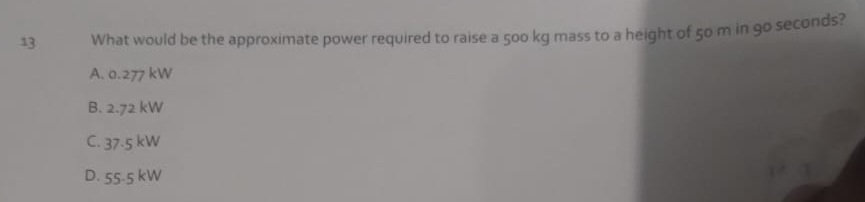 13 What would be the approximate power required to raise a 500 kg mass to a height of 50 m in 90 seconds?
A. 0.277 kW
B. 2.72 kW
C. 37.5 kW
D. 55.5 kW